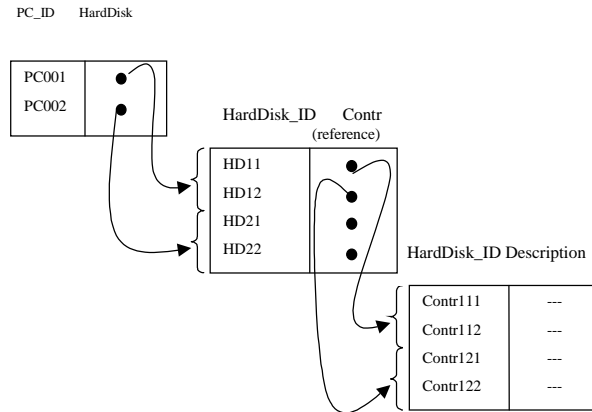 PC_ID HardDisk
PC001
PC002
HardDisk_ID Contr
(reference)
HD11
HD12
HD21
HD22
HardDisk_ID Description
Contr111 ---
Contr112 ---
Contr121 ---
Contr122 ---